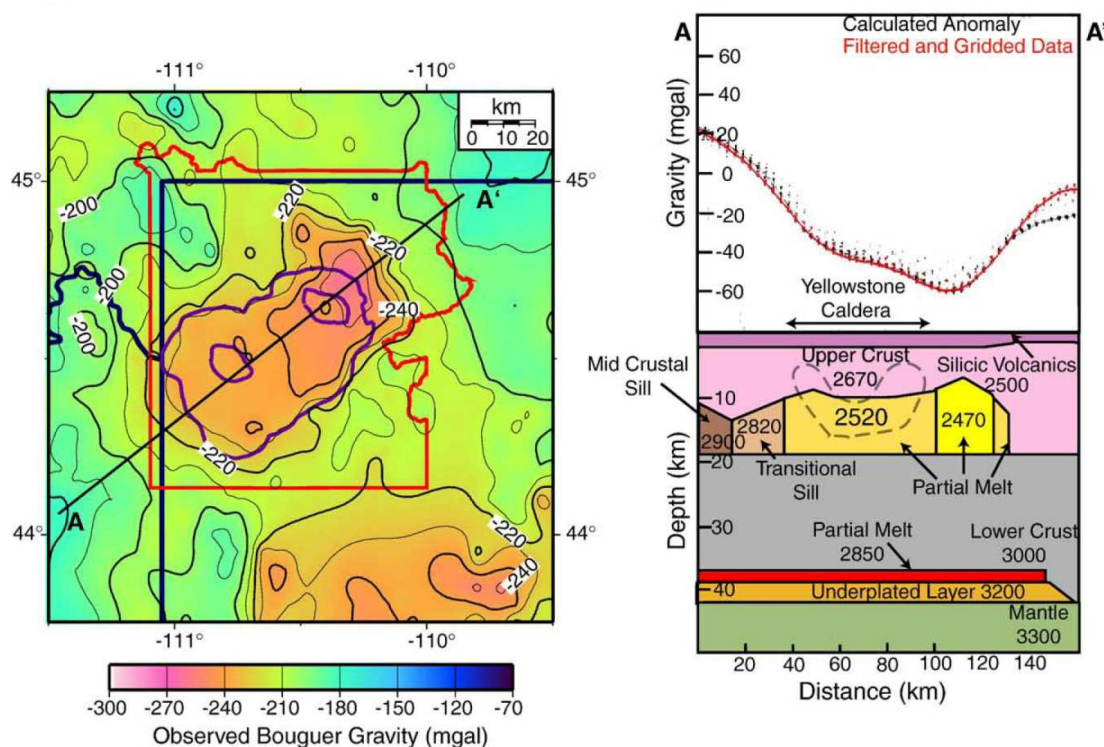 -111°
-110°
km
0 10 20
45°
45°
-200
-220
A'
-220
-200
-240
-200
-220
A
44°
44°
-220
-240
-111°
-110°
-300 -270 -240 -210 -180 -150 -120 -70
Observed Bouguer Gravity (mgal)
A
A'
Calculated Anomaly
Filtered and Gridded Data
60
40
20
0
-20
-40
-60
Gravity (mgal)
Yellowstone
Caldera
Mid Crustal
Sill
Upper Crust
2670
Silicic Volcanics
2500
10
2520
2470
2820
2900
20
Transitional
Sill
Partial Melt
Depth (km)
30
Partial Melt
2850
Lower Crust
3000
40
Underplated Layer 3200
Mantle
3300
20 40 60 80 100 120 140
Distance (km)